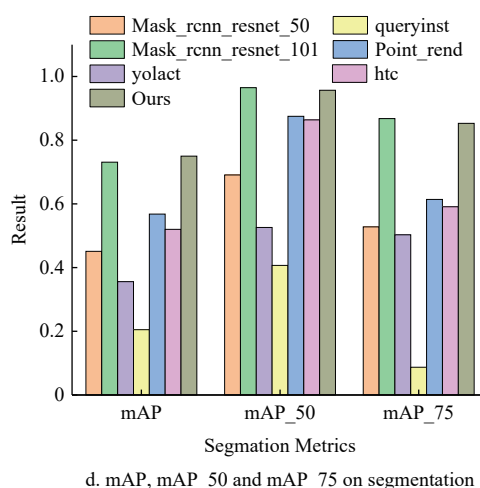 Mask_rcnn_resnet_50
Mask_rcnn_resnet_101
yolact
Ours
queryinst
Point_rend
htc
Result
1.0
0.8
0.6
0.4
0.2
0
mAP
mAP_50
mAP_75
Segmation Metrics
d. mAP, mAP_50 and mAP_75 on segmentation